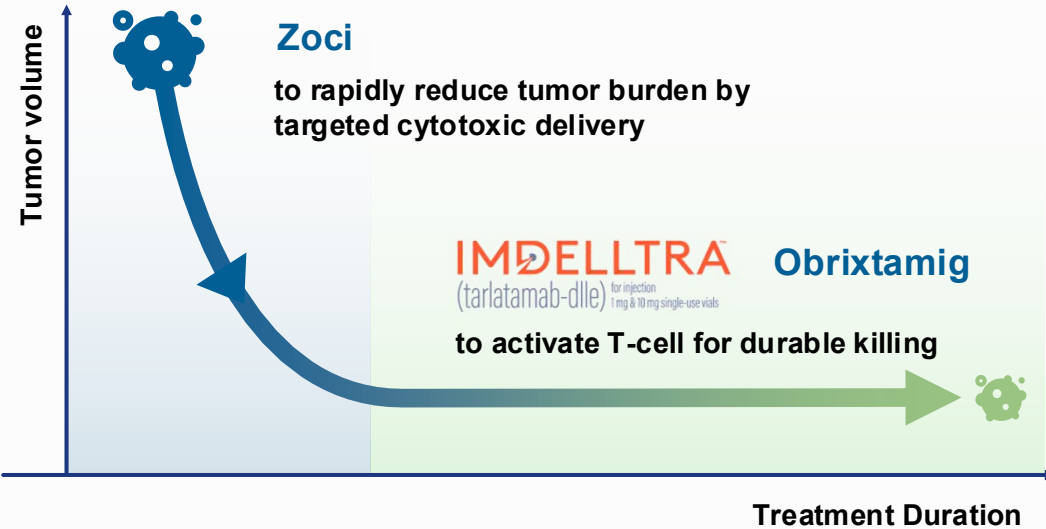 Tumor volume
Zoci
to rapidly reduce tumor burden by
targeted cytotoxic delivery
IMDELLTRA™ Obrixtamig
(tarlatamab-dlle) for injection
1 mg & 10 mg single-use vials
to activate T-cell for durable killing
Treatment Duration